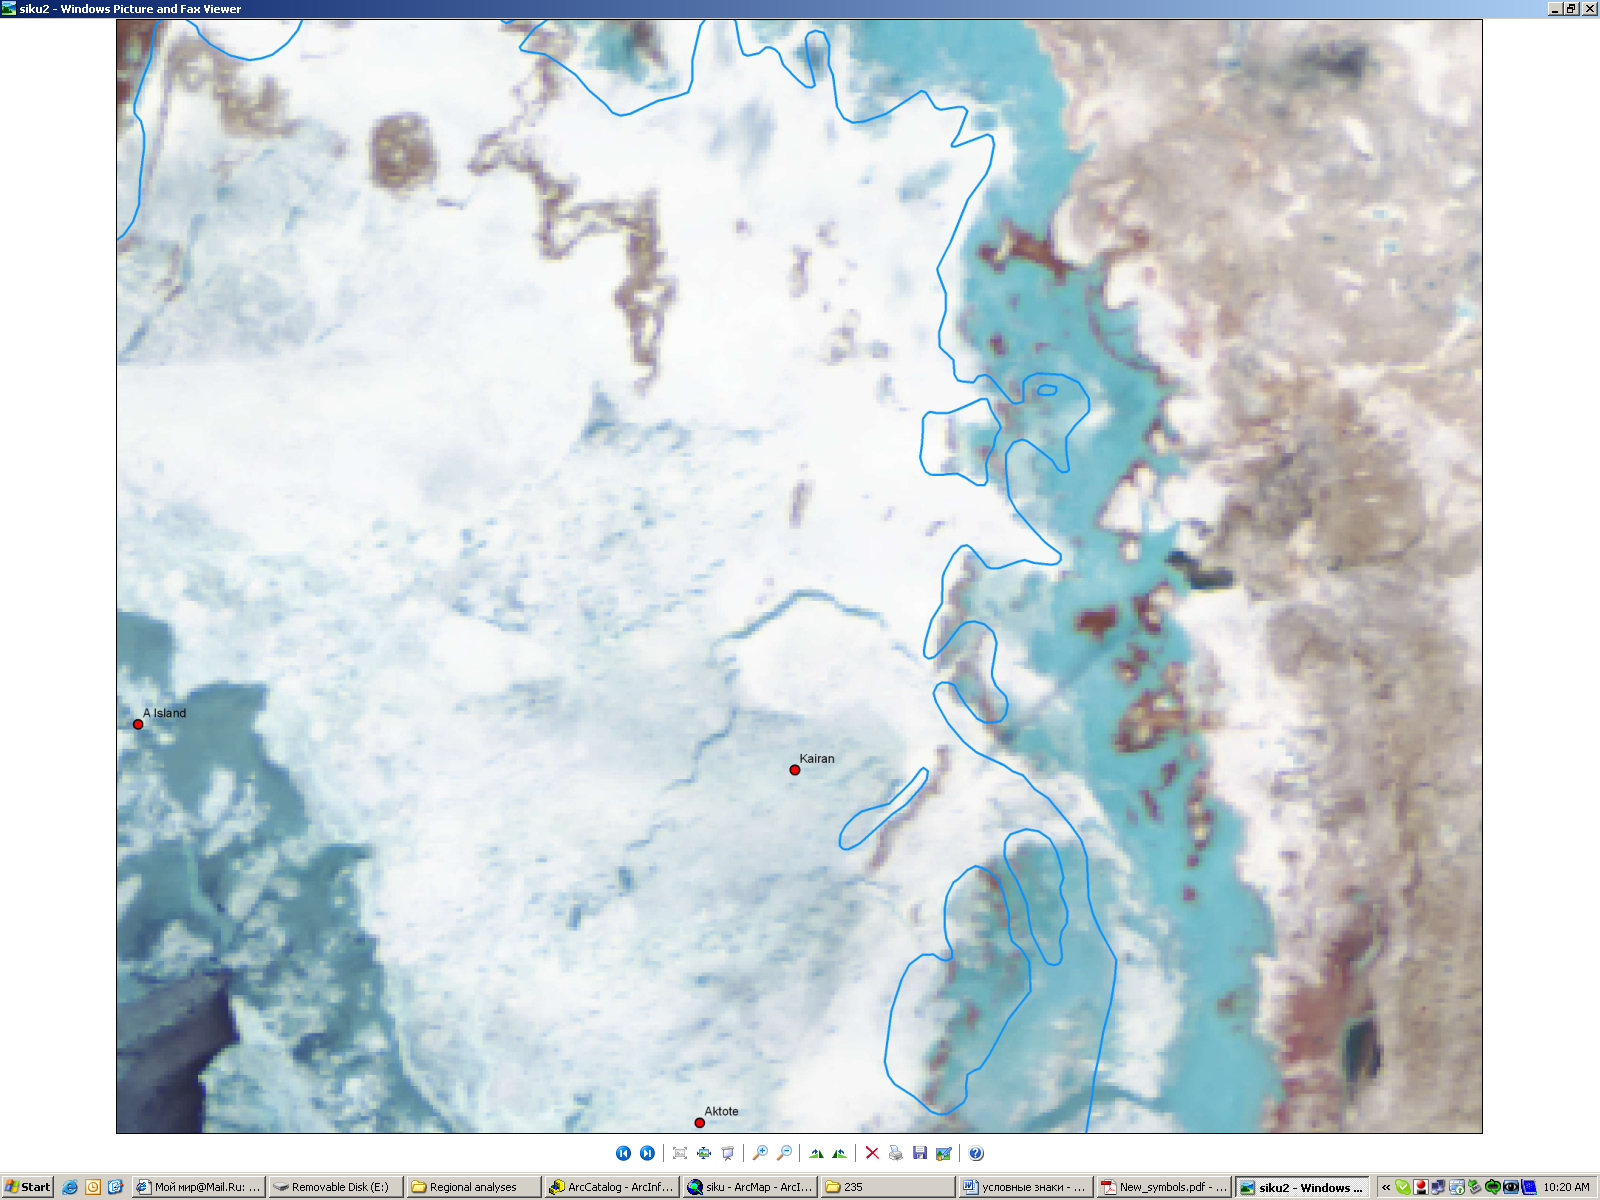 siku2 - Windows Picture and Fax Viewer
A Island
Kairan
Aktote
Start
Мой мир@Mail.Ru: ...
Removable Disk (E:)
Regional analyses
ArcCatalog - ArcInf...
siku - ArcMap - ArcI...
235
условные знаки - ...
New_symbols.pdf - ...
siku2 - Windows ...
«
10:20 AM